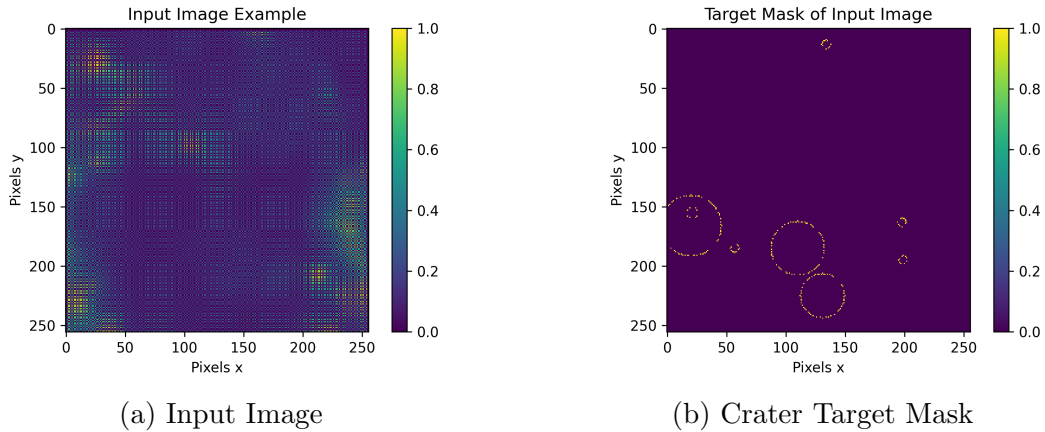 Input Image Example
Pixels y
0
50
100
150
200
250
0 50 100 150 200 250
Pixels x
1.0
0.8
0.6
0.4
0.2
0.0
(a) Input Image
Target Mask of Input Image
Pixels y
0
50
100
150
200
250
0 50 100 150 200 250
Pixels x
1.0
0.8
0.6
0.4
0.2
0.0
(b) Crater Target Mask